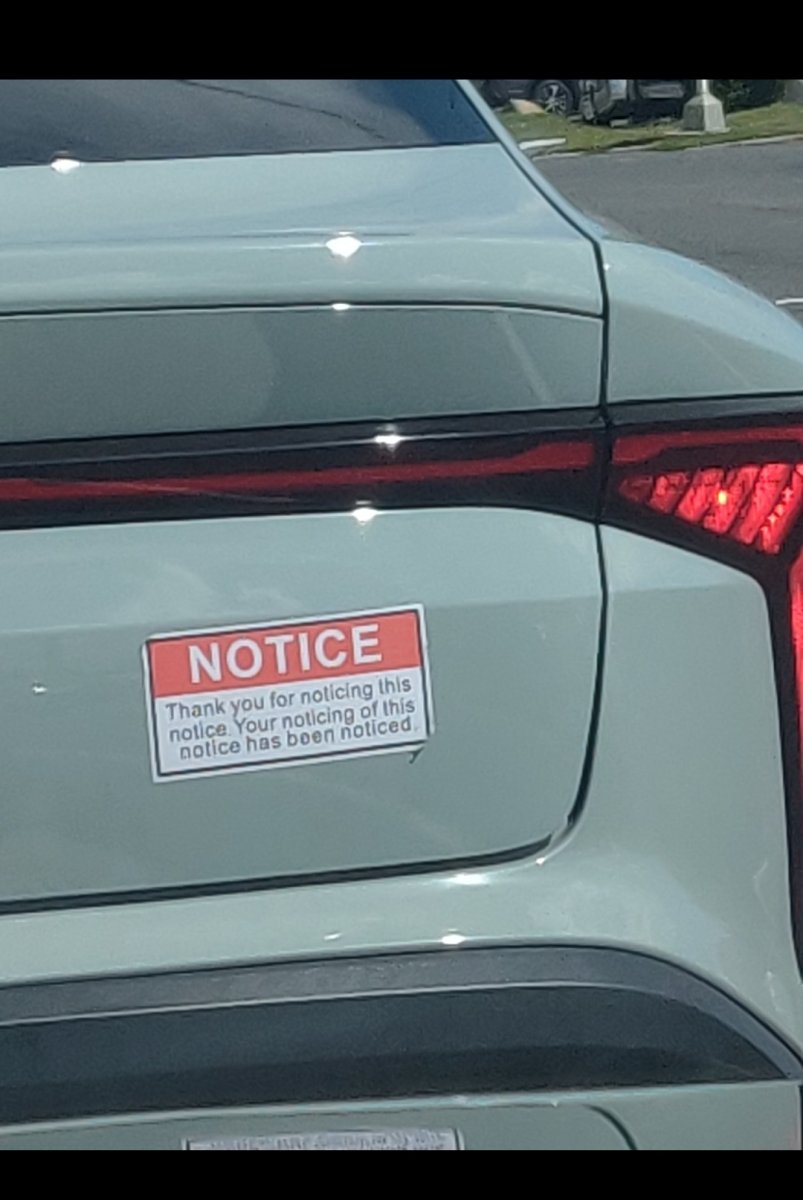 NOTICE
Thank you for noticing this
notice. Your noticing of this
notice has been noticed.